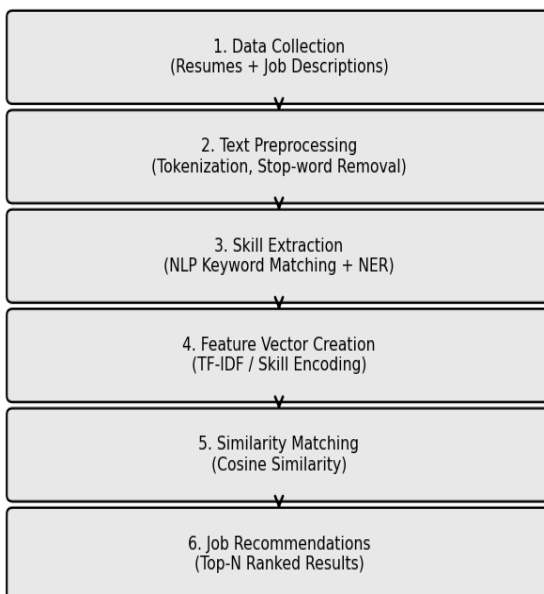 1. Data Collection
(Resumes + Job Descriptions)
2. Text Preprocessing
(Tokenization, Stop-word Removal)
3. Skill Extraction
(NLP Keyword Matching + NER)
4. Feature Vector Creation
(TF-IDF / Skill Encoding)
5. Similarity Matching
(Cosine Similarity)
6. Job Recommendations
(Top-N Ranked Results)